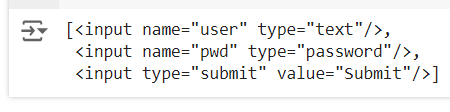 [<input name="user" type="text"/>,
<input name="pwd" type="password"/>,
<input type="submit" value="Submit"/>]